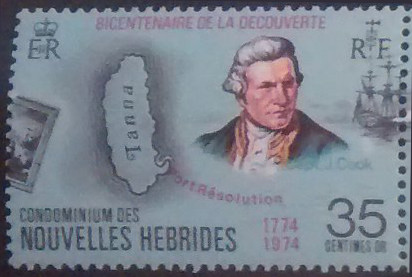 BICENTENAIRE DE LA DECOUVERTE
ER
RF
Tanna
Capt. J. Cook
Port Résolution
CONDOMINIUM DES
NOUVELLES HEBRIDES
1774
1974
35
CENTIMES OR